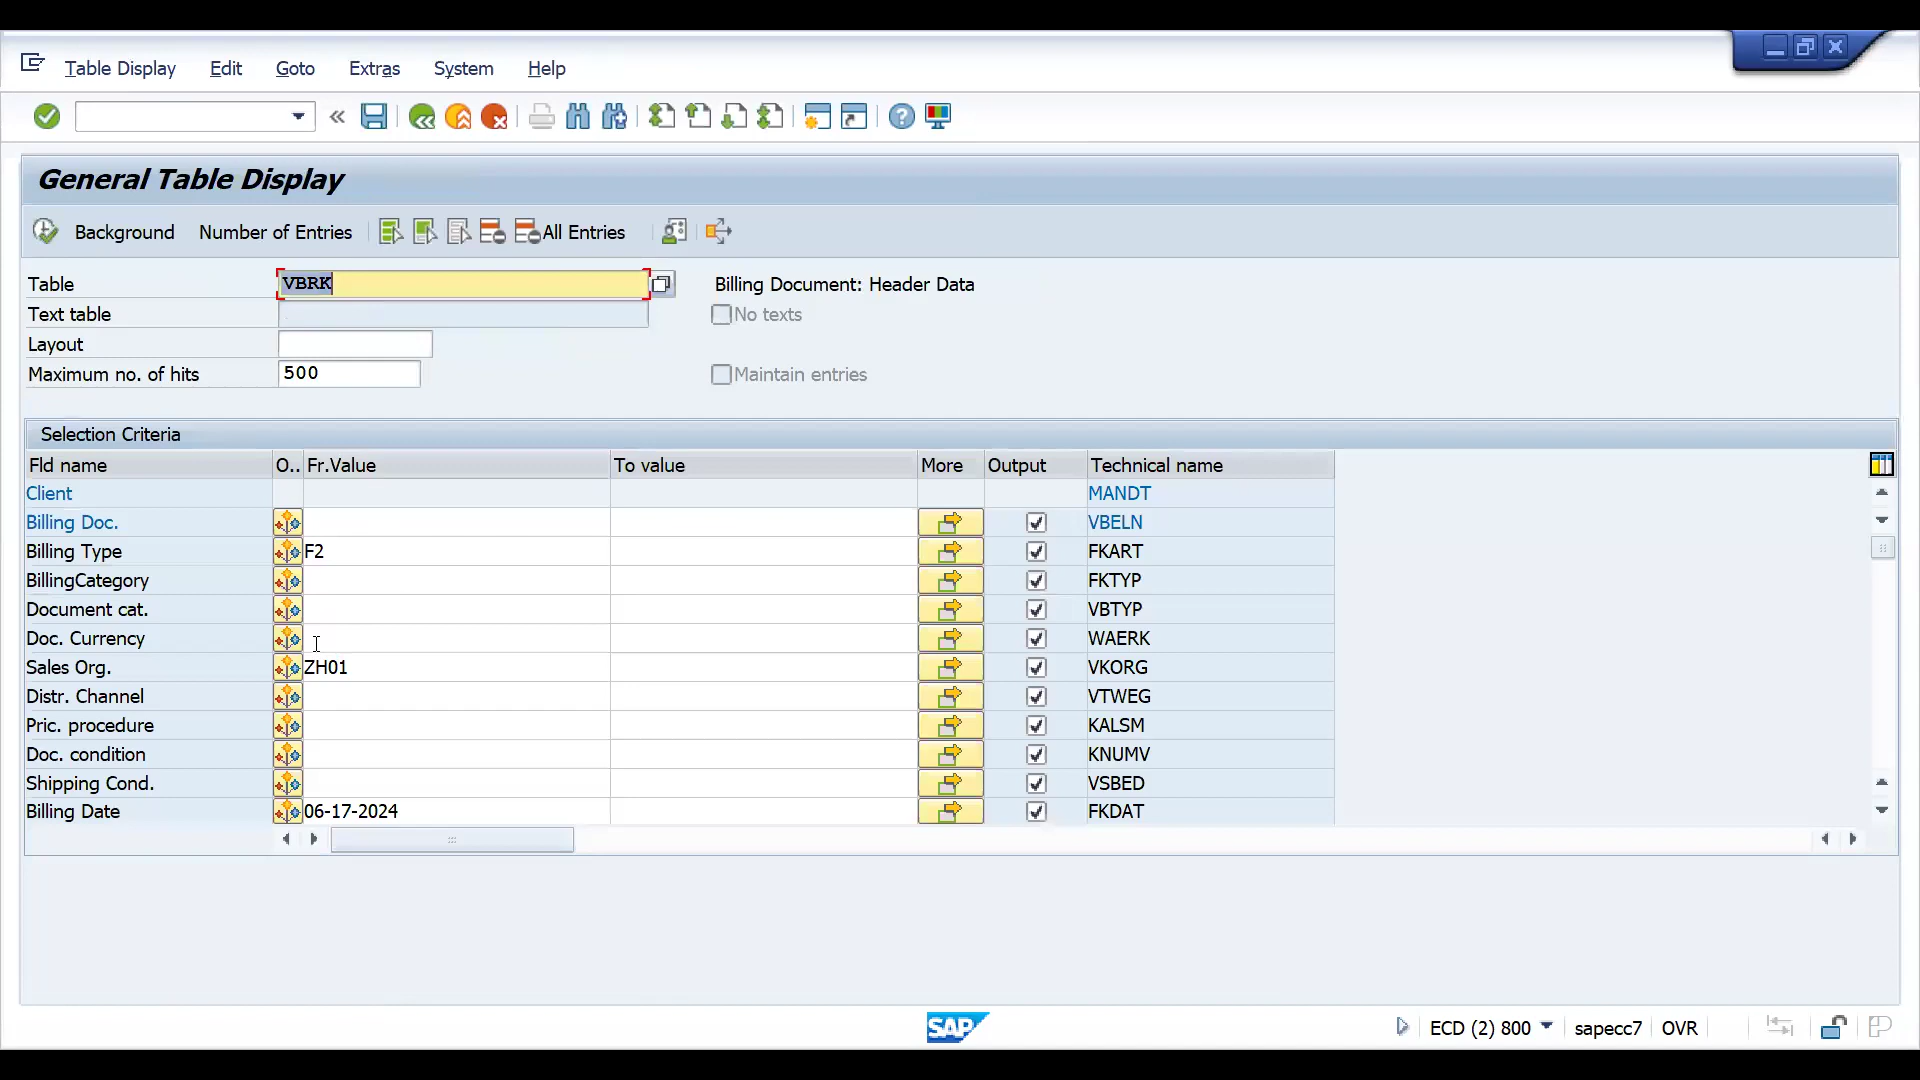 Table Display Edit Goto Extras System Help
General Table Display
Background Number of Entries All Entries
Table VBRK Billing Document: Header Data
Text table No texts
Layout
Maximum no. of hits 500 Maintain entries
Selection Criteria
Fld name O.. Fr.Value To value More Output Technical name
Client MANDT
Billing Doc. VBELN
Billing Type F2 FKART
BillingCategory FKTYP
Document cat. VBTYP
Doc. Currency WAERK
Sales Org. ZH01 VKORG
Distr. Channel VTWEG
Pric. procedure KALSM
Doc. condition KNUMV
Shipping Cond. VSBED
Billing Date 06-17-2024 FKDAT
SAP ECD (2) 800 sapecc7 OVR